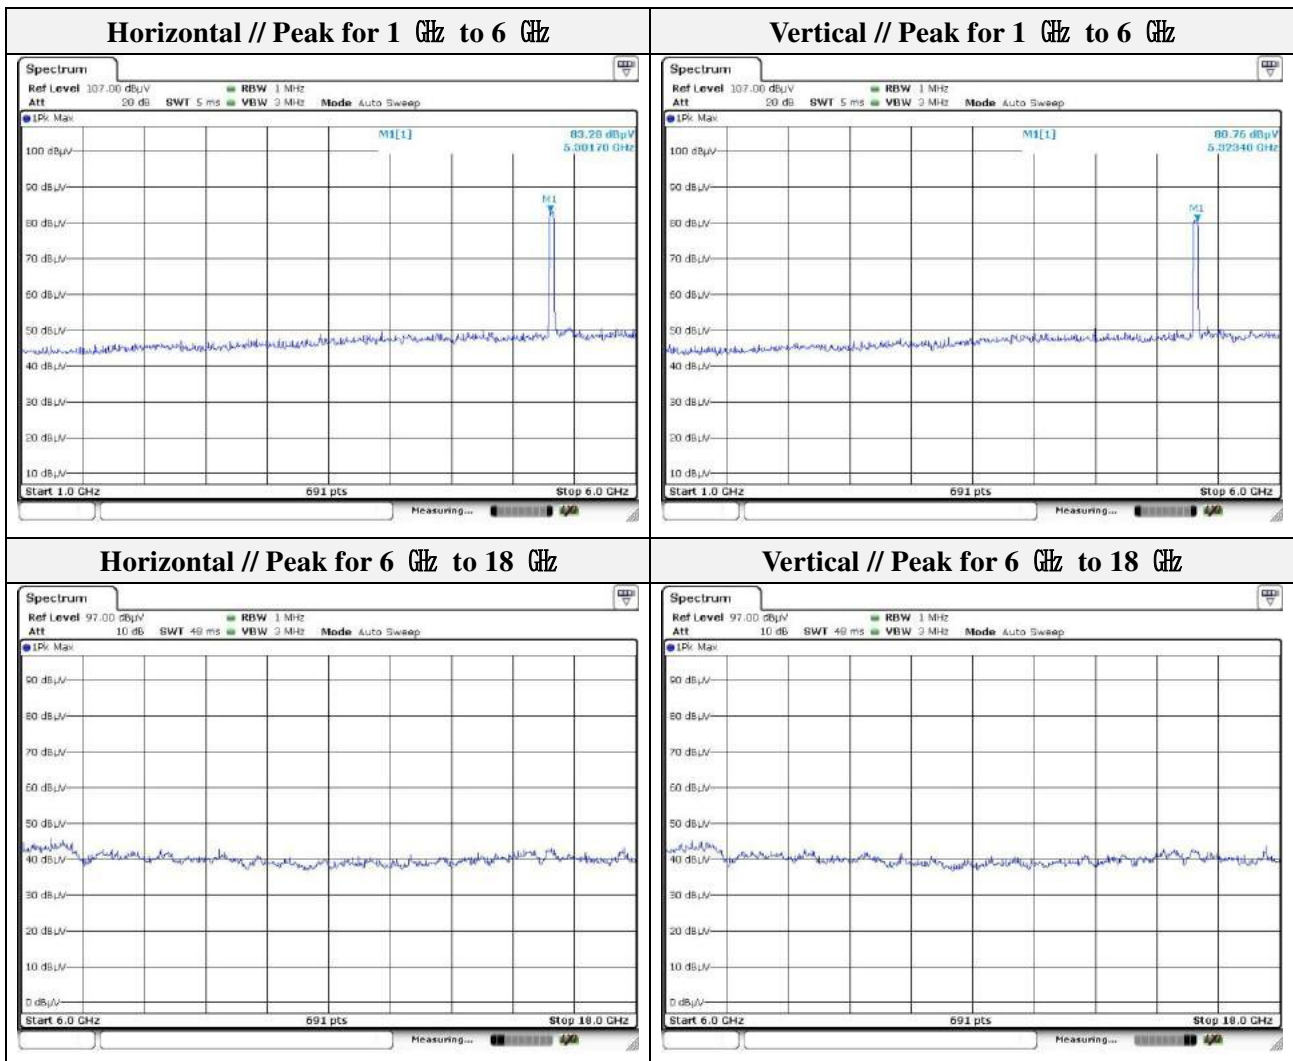 Horizontal // Peak for 1 ㎓ to 6 ㎓
Vertical // Peak for 1 ㎓ to 6 ㎓
Spectrum
Ref Level 107.00 dBµV RBW 1 MHz
Att 20 dB SWT 5 ms VBW 3 MHz Mode Auto Sweep
1Pk Max
M1[1] 83.28 dBµV
5.30170 GHz
100 dBµV
90 dBµV
M1
80 dBµV
70 dBµV
60 dBµV
50 dBµV
40 dBµV
30 dBµV
20 dBµV
10 dBµV
Start 1.0 GHz 691 pts Stop 6.0 GHz
Measuring...
Spectrum
Ref Level 107.00 dBµV RBW 1 MHz
Att 20 dB SWT 5 ms VBW 3 MHz Mode Auto Sweep
1Pk Max
M1[1] 80.75 dBµV
5.32340 GHz
100 dBµV
90 dBµV
M1
80 dBµV
70 dBµV
60 dBµV
50 dBµV
40 dBµV
30 dBµV
20 dBµV
10 dBµV
Start 1.0 GHz 691 pts Stop 6.0 GHz
Measuring...
Horizontal // Peak for 6 ㎓ to 18 ㎓
Vertical // Peak for 6 ㎓ to 18 ㎓
Spectrum
Ref Level 97.00 dBµV RBW 1 MHz
Att 10 dB SWT 48 ms VBW 3 MHz Mode Auto Sweep
1Pk Max
90 dBµV
80 dBµV
70 dBµV
60 dBµV
50 dBµV
40 dBµV
30 dBµV
20 dBµV
10 dBµV
0 dBµV
Start 6.0 GHz 691 pts Stop 18.0 GHz
Measuring...
Spectrum
Ref Level 97.00 dBµV RBW 1 MHz
Att 10 dB SWT 48 ms VBW 3 MHz Mode Auto Sweep
1Pk Max
90 dBµV
80 dBµV
70 dBµV
60 dBµV
50 dBµV
40 dBµV
30 dBµV
20 dBµV
10 dBµV
0 dBµV
Start 6.0 GHz 691 pts Stop 18.0 GHz
Measuring...